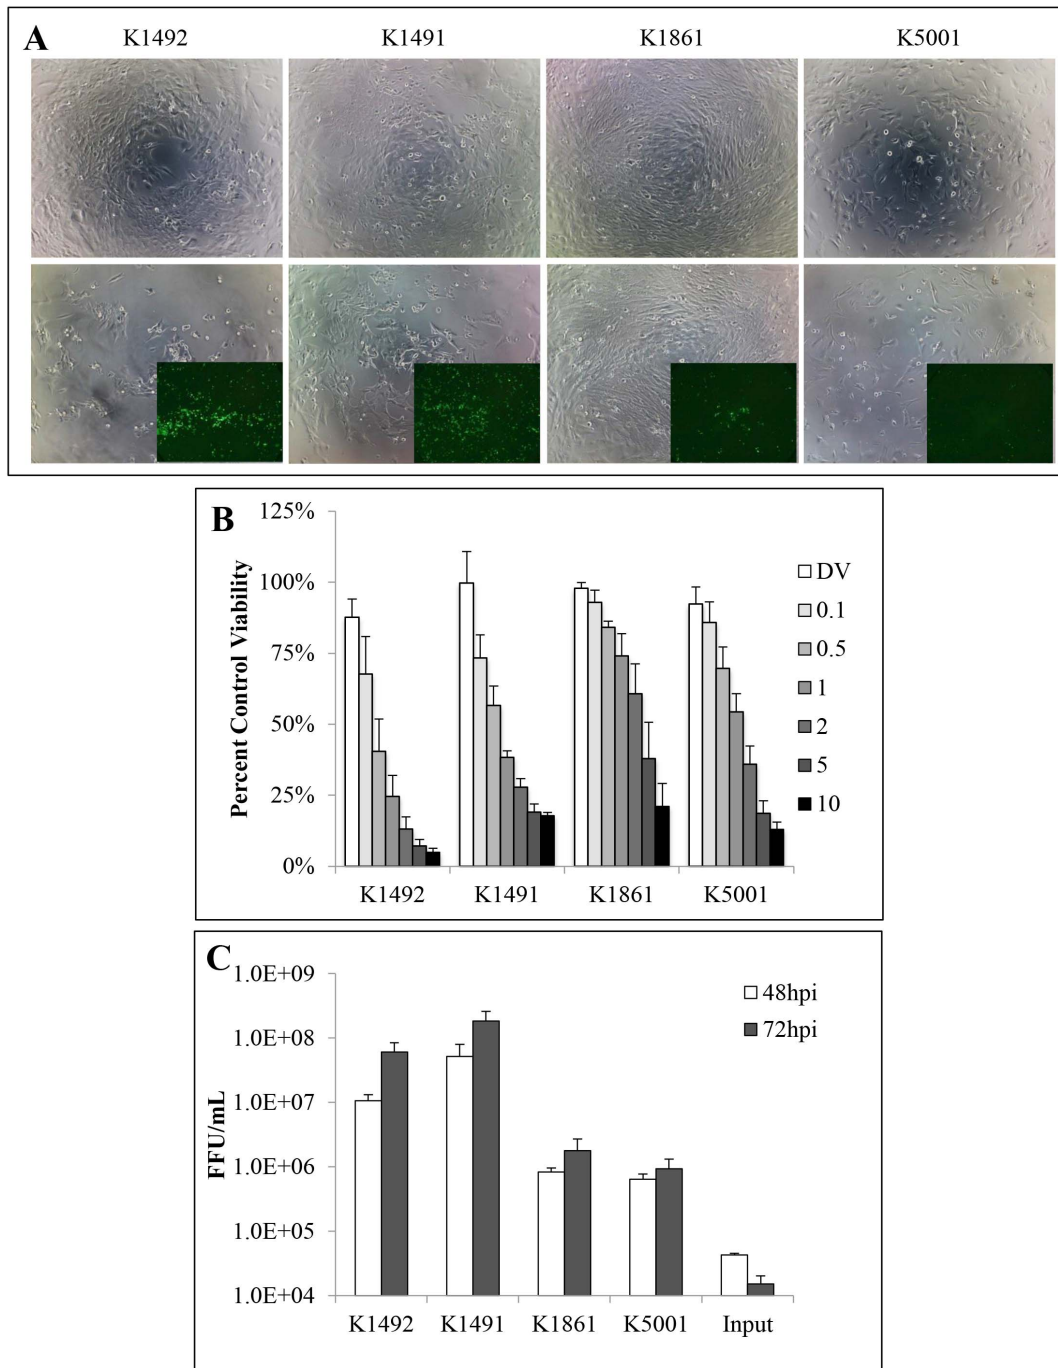 A
K1492 K1491 K1861 K5001
B
Percent Control Viability
125%
100%
75%
50%
25%
0%
K1492 K1491 K1861 K5001
DV
0.1
0.5
1
2
5
10
C
FFU/mL
1.0E+09
1.0E+08
1.0E+07
1.0E+06
1.0E+05
1.0E+04
K1492 K1491 K1861 K5001 Input
48hpi
72hpi